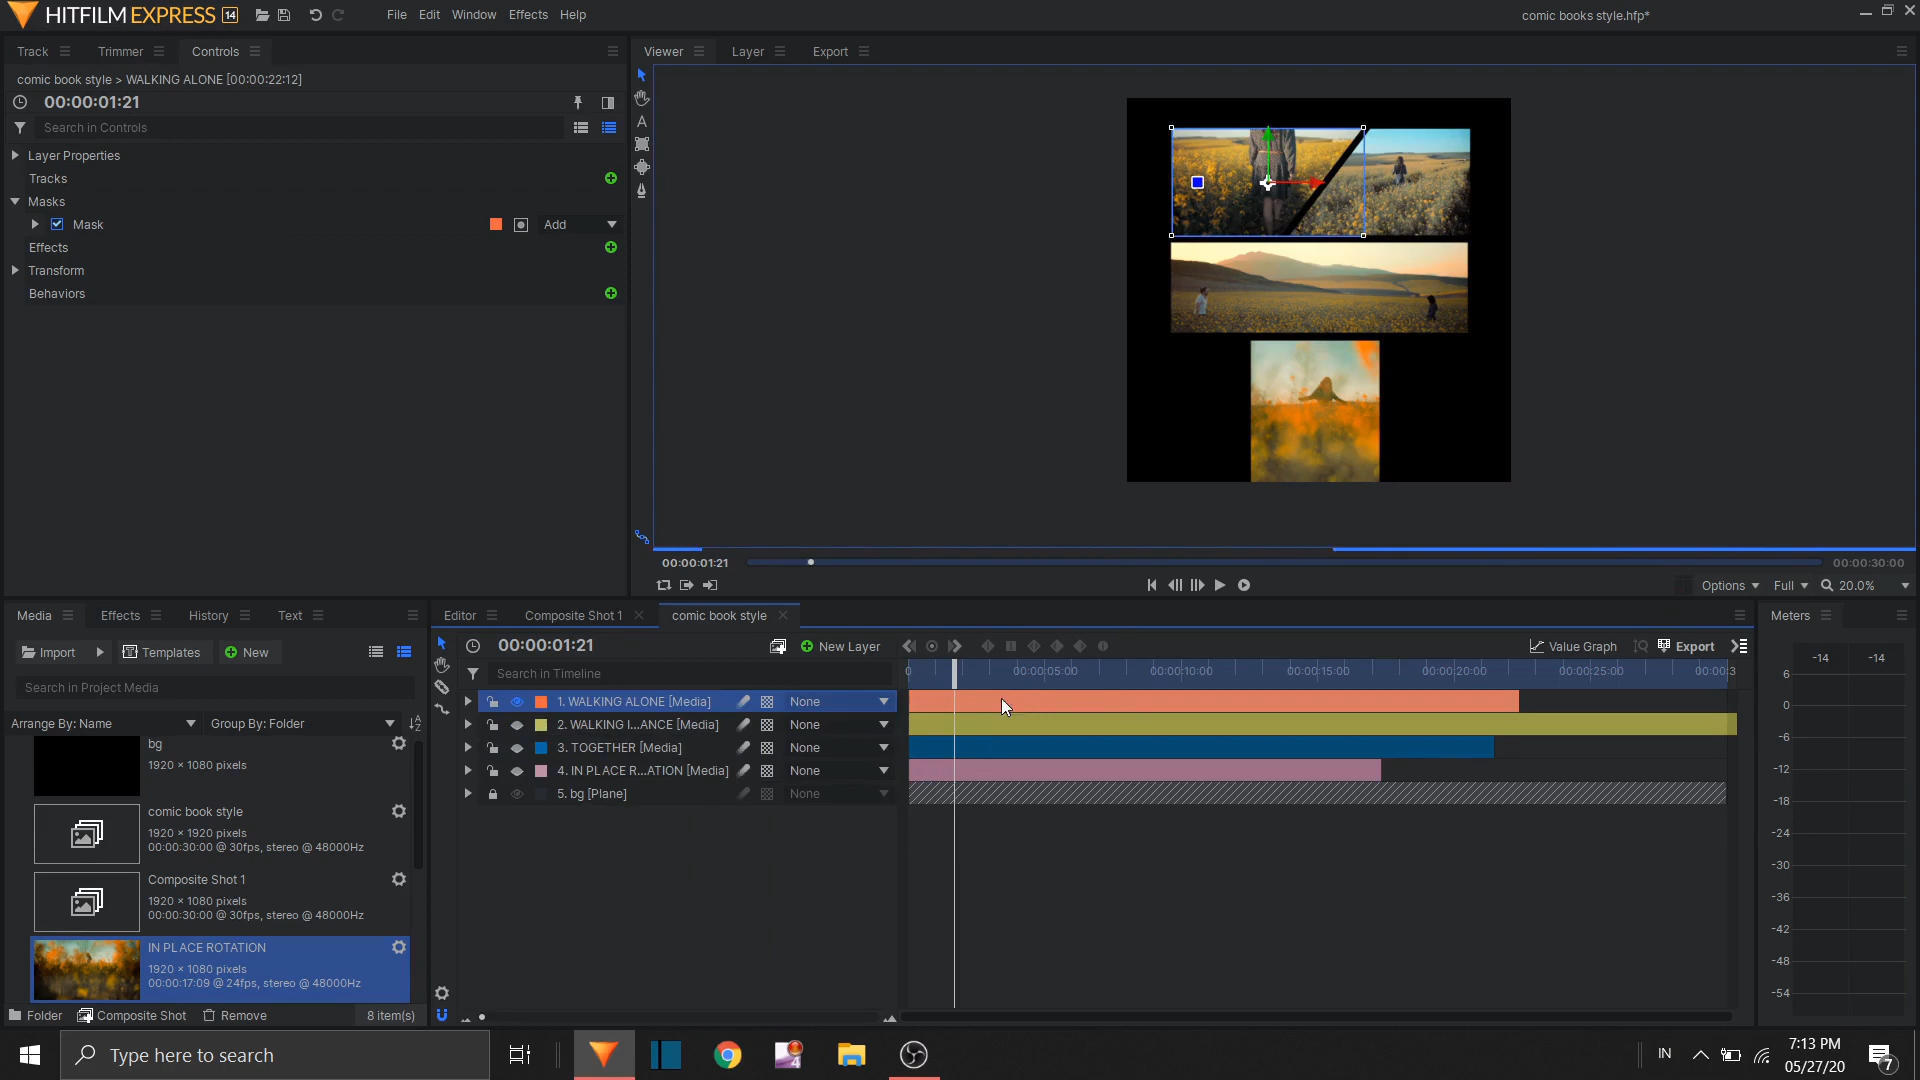 HITFILM EXPRESS 14
File Edit Window Effects Help
comic books style.hfp*
Track Trimmer Controls
comic book style > WALKING ALONE [00:00:22:12]
00:00:01:21
Search in Controls
Layer Properties
Tracks
Masks
Mask Add
Effects
Transform
Behaviors
Viewer Layer Export
A
00:00:01:21 00:00:30:00
Options Full 20.0%
Media Effects History Text
Import Templates New
Search in Project Media
Arrange By: Name Group By: Folder
bg
1920 × 1080 pixels
comic book style
1920 × 1920 pixels
00:00:30:00 @ 30fps, stereo @ 48000Hz
Composite Shot 1
1920 × 1080 pixels
00:00:30:00 @ 30fps, stereo @ 48000Hz
IN PLACE ROTATION
1920 × 1080 pixels
00:00:17:09 @ 24fps, stereo @ 48000Hz
Folder Composite Shot Remove 8 item(s)
Editor Composite Shot 1 comic book style
00:00:01:21 New Layer Value Graph Export
Search in Timeline
0 00:00:05:00 00:00:10:00 00:00:15:00 00:00:20:00 00:00:25:00 00:00:3
1. WALKING ALONE [Media] None
2. WALKING I...ANCE [Media] None
3. TOGETHER [Media] None
4. IN PLACE R...ATION [Media] None
5. bg [Plane] None
Meters
-14 -14
6
0
-6
-12
-18
-24
-30
-36
-42
-48
-54
Type here to search
4
IN
7:13 PM
05/27/20
7